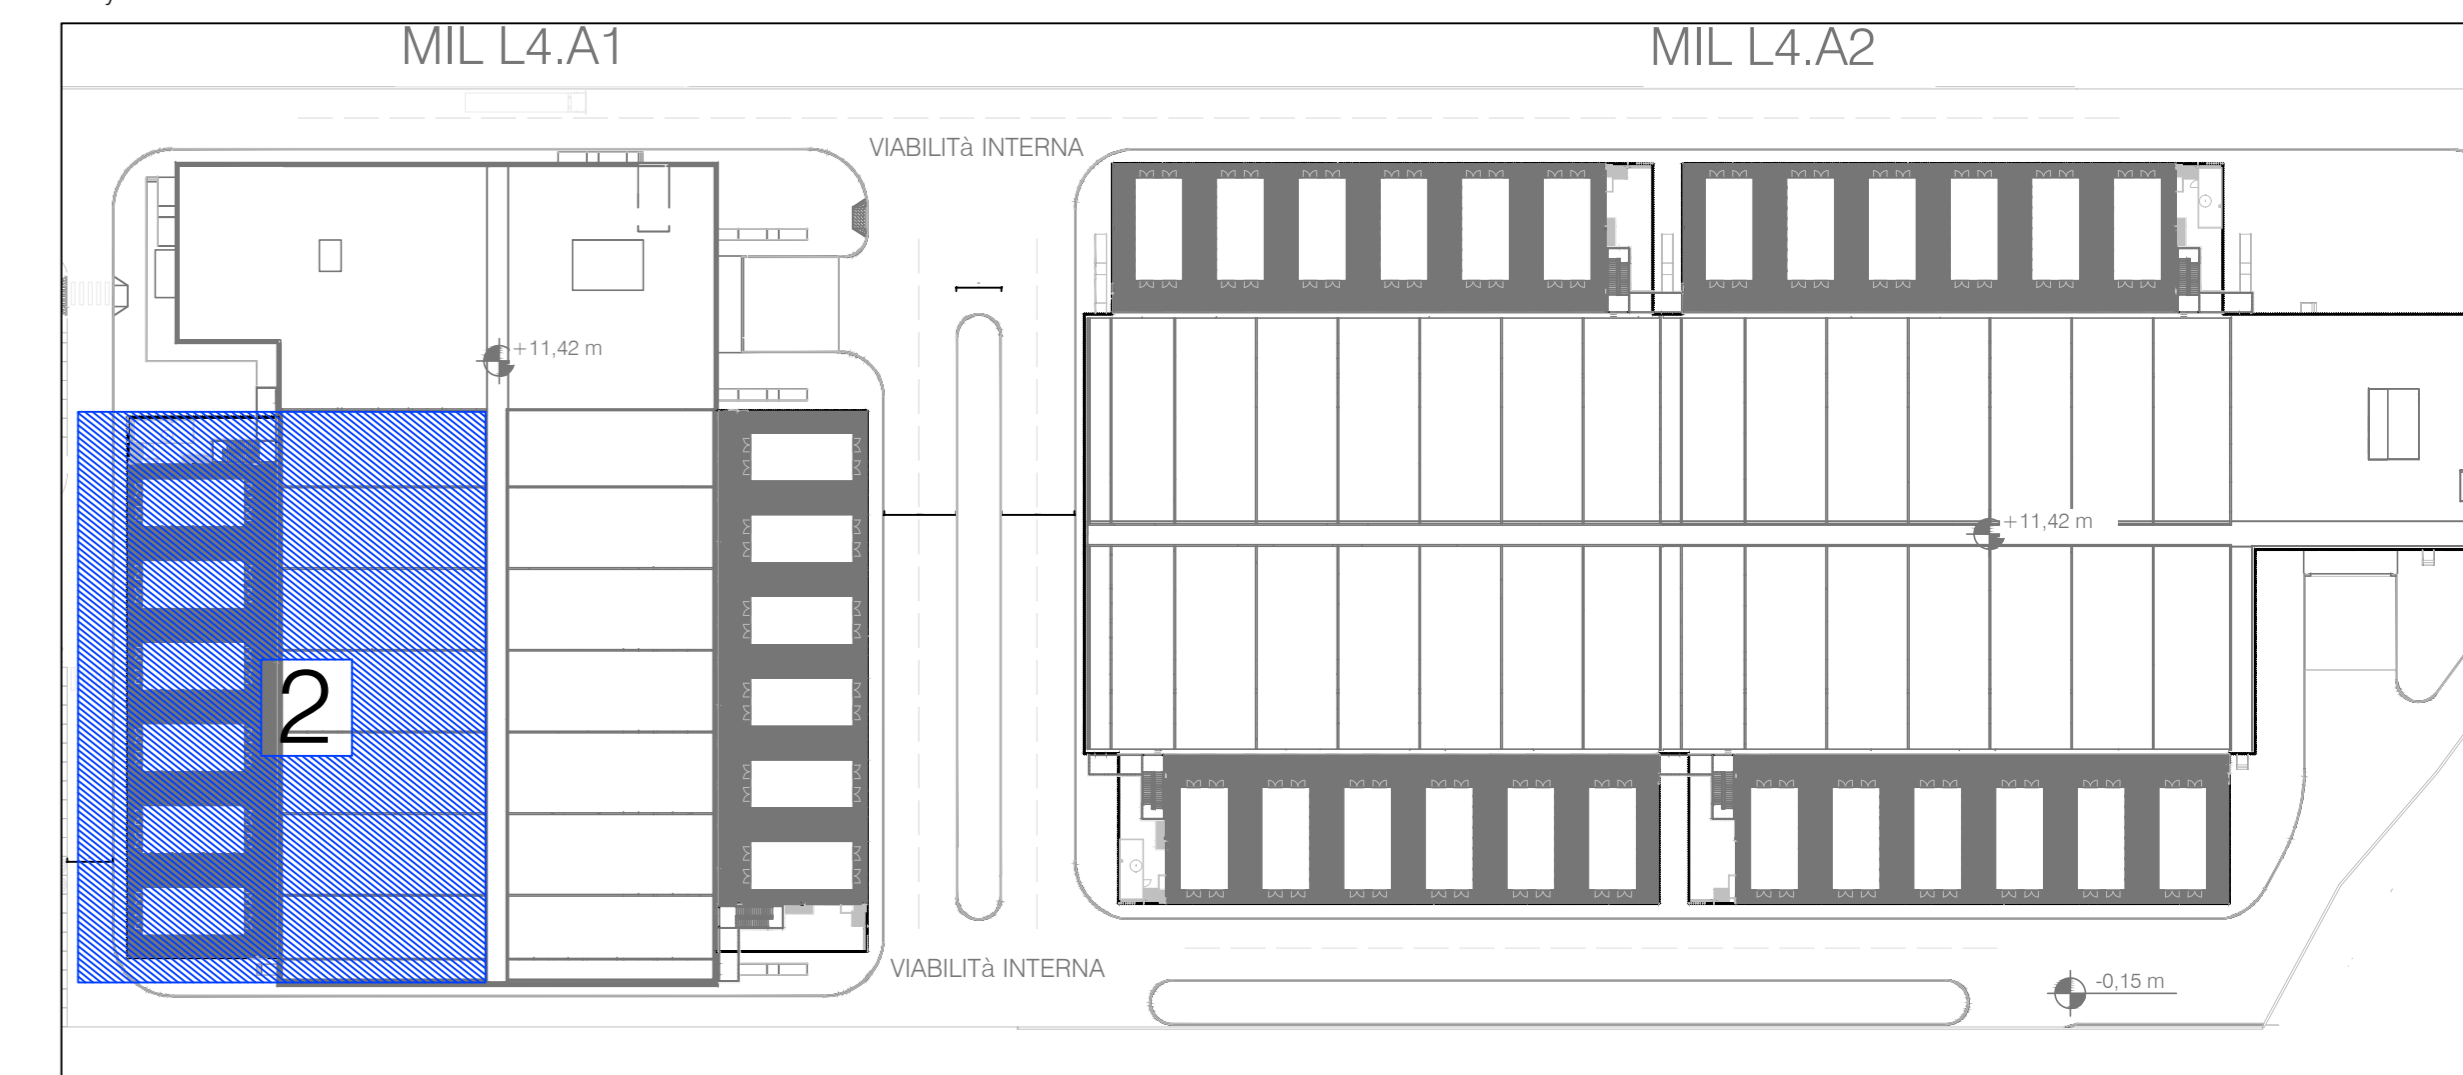 MIL L4.A1
MIL L4.A2
VIABILITà INTERNA
+11,42 m
+11,42 m
2
VIABILITà INTERNA
-0,15 m